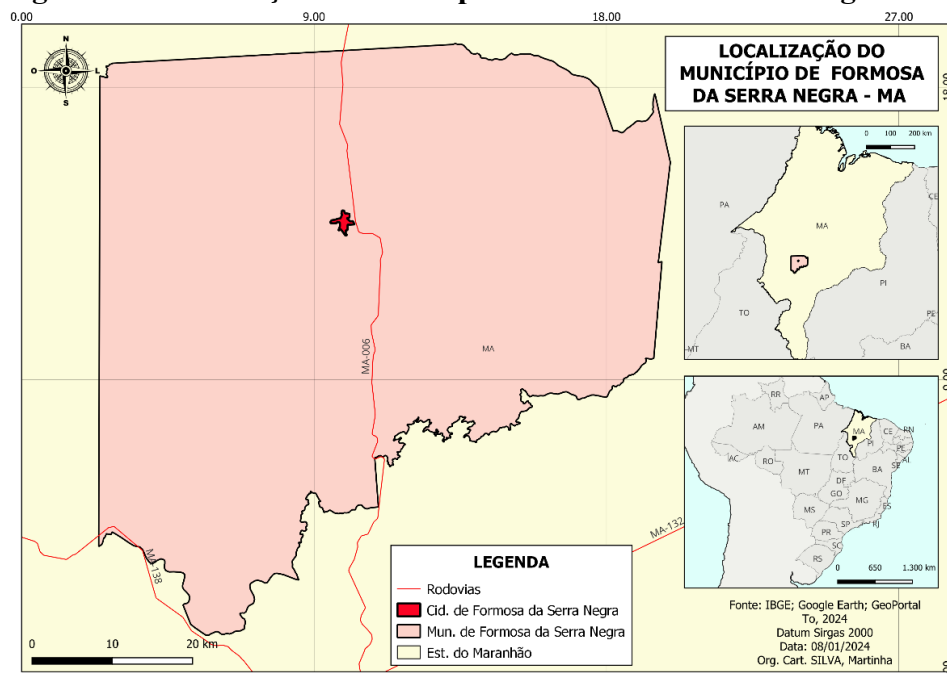 0.00 9.00 18.00 27.00
N
O L
S
LOCALIZAÇÃO DO
MUNICÍPIO DE FORMOSA
DA SERRA NEGRA - MA
18.00
0 100 200 km
PA
CE
MA
PI
TO
PE
BA
MT
MA-006
MA
RR
AP
AM
PA
MA
CE
RN
PI
PE
AC
RO
TO
AL
SE
MT
BA
DF
GO
MG
ES
MS
SP
RJ
PR
SC
RS
0 650 1.300 km
MA-132
MA-138
LEGENDA
Rodovias
Cid. de Formosa da Serra Negra
Mun. de Formosa da Serra Negra
Est. do Maranhão
0 10 20 km
Fonte: IBGE; Google Earth; GeoPortal
To, 2024
Datum Sirgas 2000
Data: 08/01/2024
Org. Cart. SILVA, Martinha